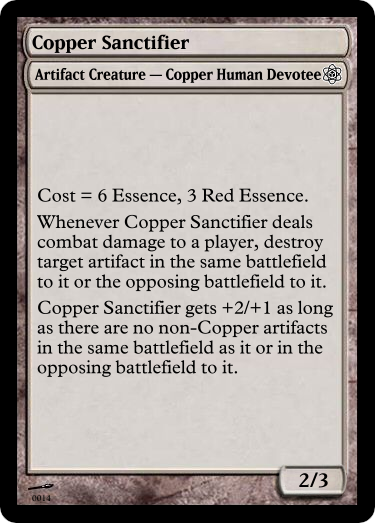 Copper Sanctifier
Artifact Creature — Copper Human Devotee
Cost = 6 Essence, 3 Red Essence.
Whenever Copper Sanctifier deals
combat damage to a player, destroy
target artifact in the same battlefield
to it or the opposing battlefield to it.
Copper Sanctifier gets +2/+1 as long
as there are no non-Copper artifacts
in the same battlefield as it or in the
opposing battlefield to it.
2/3
0014